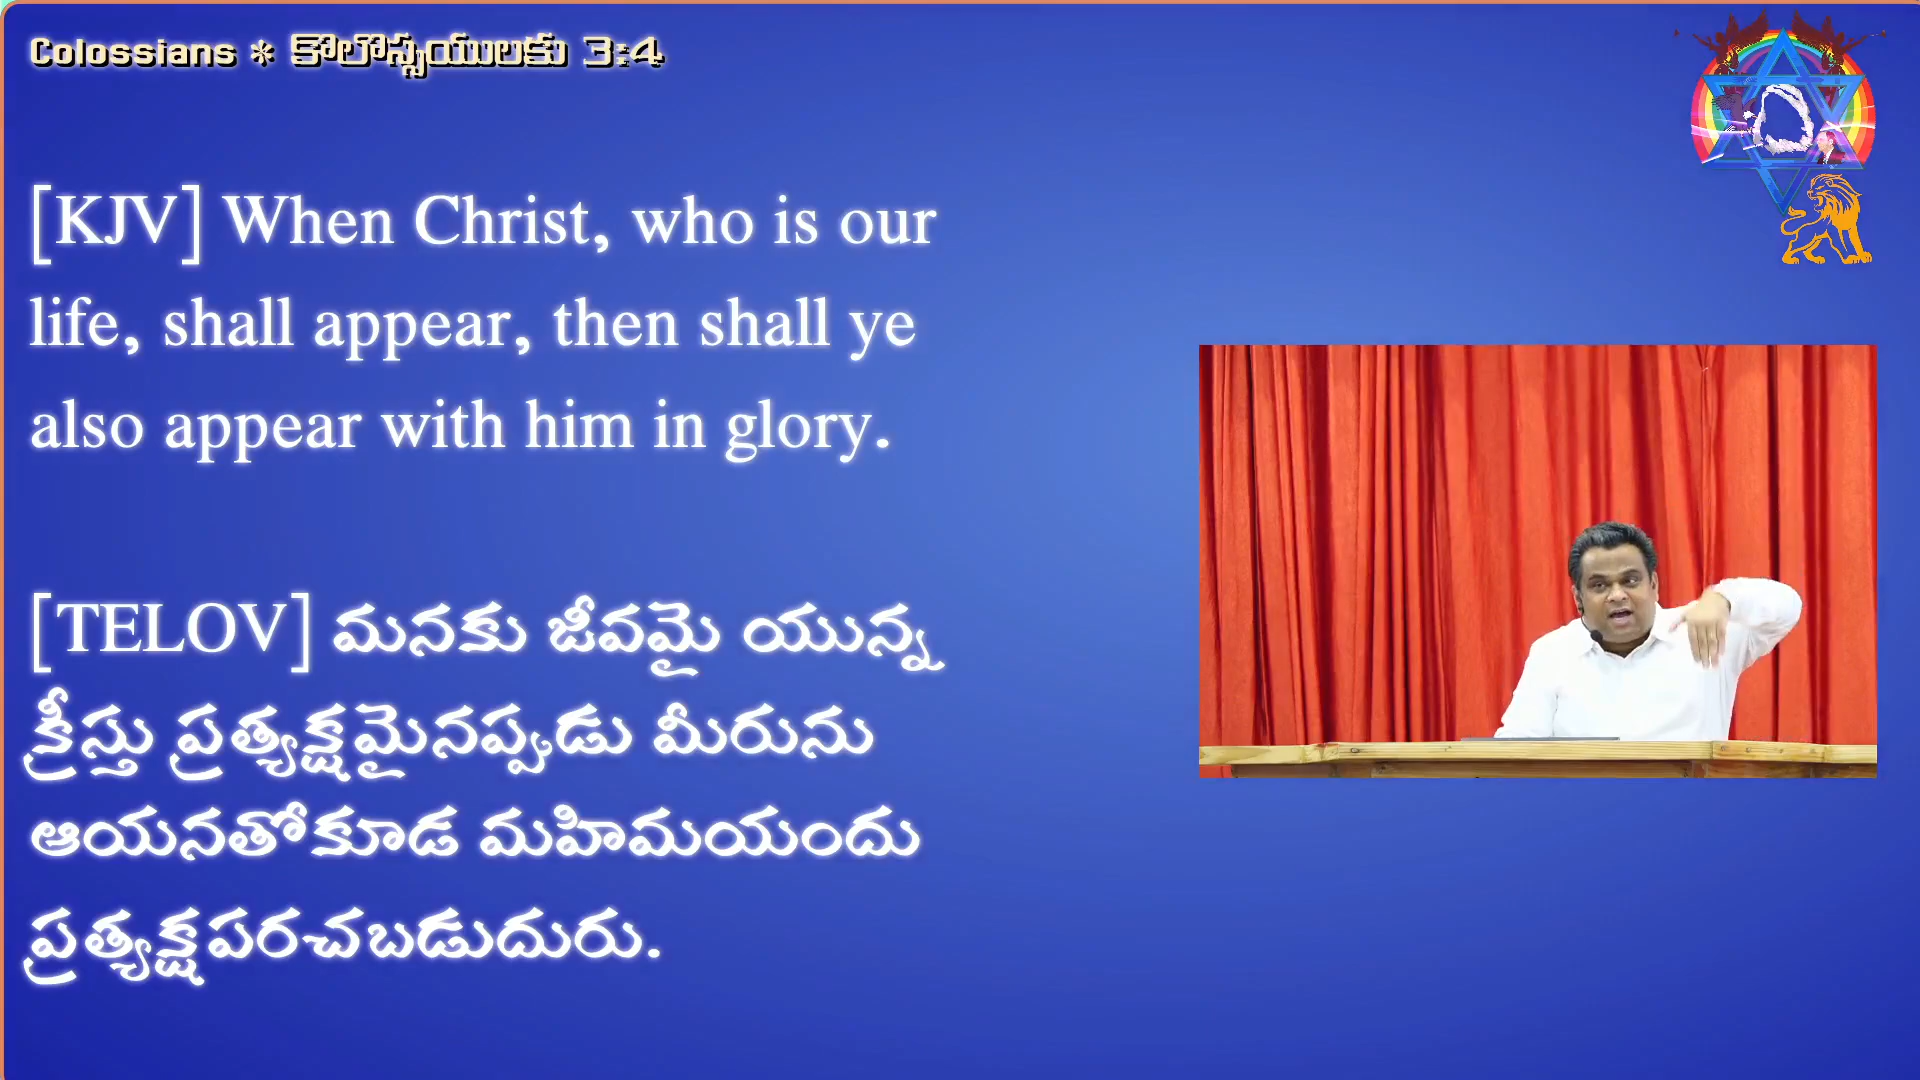 Colossians * కొలొస్సయులకు 3:4
[KJV] When Christ, who is our
life, shall appear, then shall ye
also appear with him in glory.
[TELOV] మనకు జీవమై యున్న
క్రీస్తు ప్రత్యక్షమైనప్పుడు మీరును
ఆయనతోకూడ మహిమయందు
ప్రత్యక్షపరచబడుదురు.